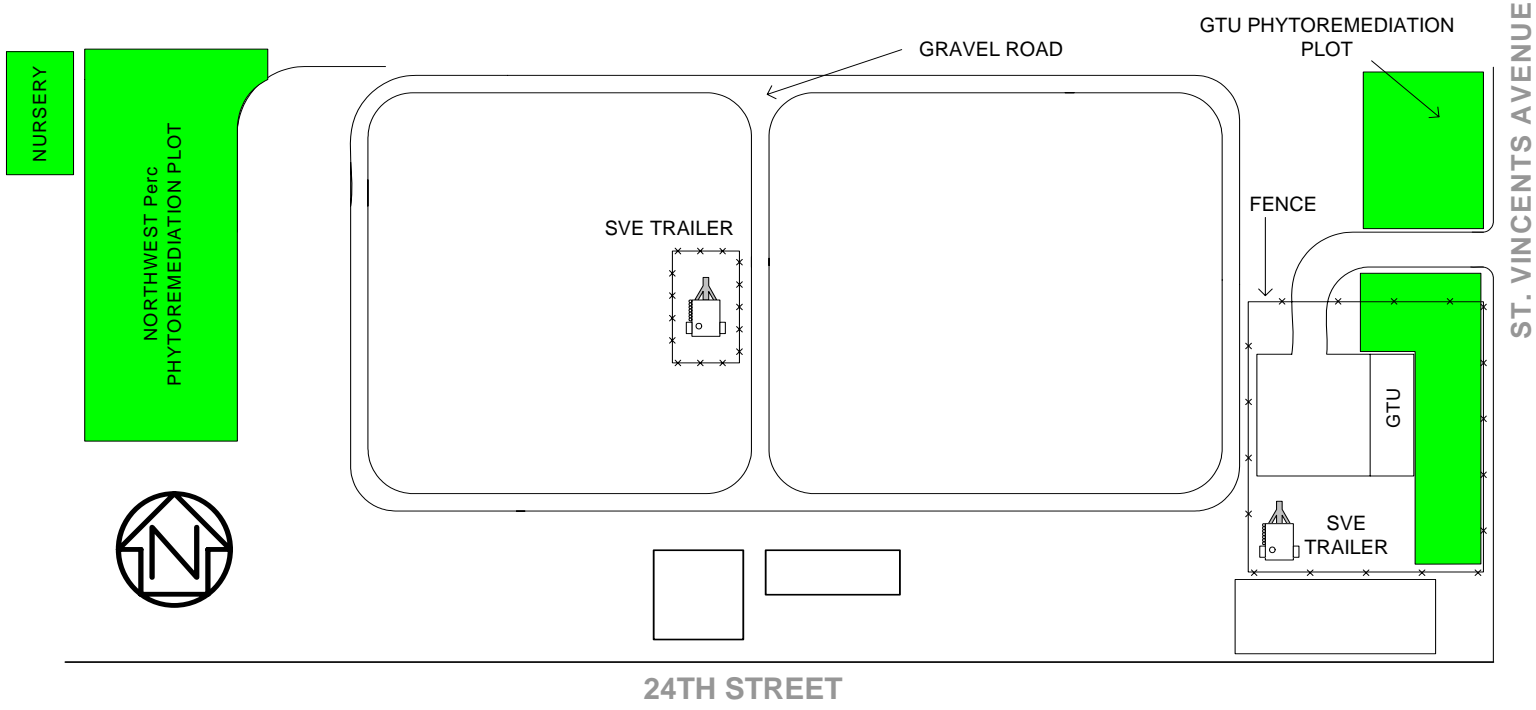 GTU PHYTOREMEDIATION
PLOT
GRAVEL ROAD
ST. VINCENTS AVENUE
NURSERY
NORTHWEST Perc
PHYTOREMEDIATION PLOT
SVE TRAILER
FENCE
GTU
SVE
TRAILER
N
24TH STREET